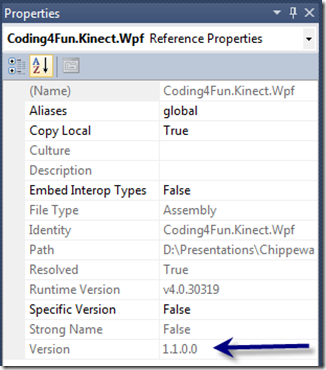 Properties
Coding4Fun.Kinect.Wpf Reference Properties
(Name) Coding4Fun.Kinect.Wpf
Aliases global
Copy Local True
Culture
Description
Embed Interop Types False
File Type Assembly
Identity Coding4Fun.Kinect.Wpf
Path D:\Presentations\Chippewa
Resolved True
Runtime Version v4.0.30319
Specific Version False
Strong Name False
Version 1.1.0.0